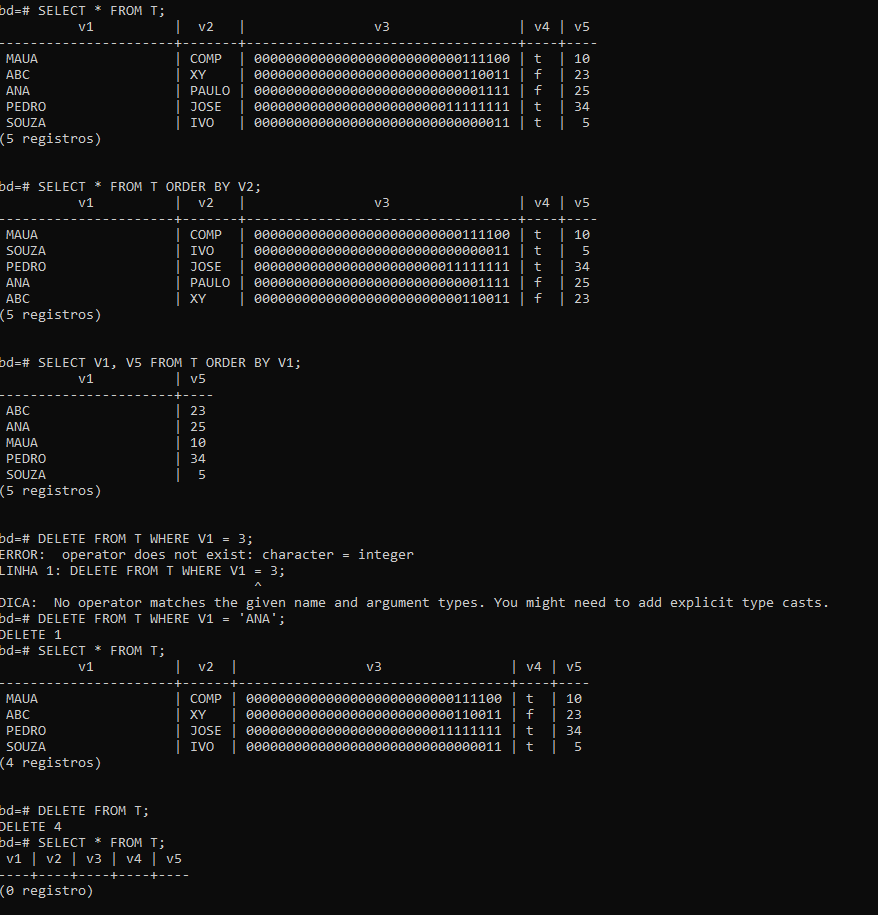 bd=# SELECT * FROM T;
          v1          |  v2   |                v3                | v4 | v5
----------------------+-------+----------------------------------+----+----
 MAUA                 | COMP  | 00000000000000000000000000111100 | t  | 10
 ABC                  | XY    | 00000000000000000000000000110011 | f  | 23
 ANA                  | PAULO | 00000000000000000000000000001111 | f  | 25
 PEDRO                | JOSE  | 00000000000000000000000011111111 | t  | 34
 SOUZA                | IVO   | 00000000000000000000000000000011 | t  |  5
(5 registros)
bd=# SELECT * FROM T ORDER BY V2;
          v1          |  v2   |                v3                | v4 | v5
----------------------+-------+----------------------------------+----+----
 MAUA                 | COMP  | 00000000000000000000000000111100 | t  | 10
 SOUZA                | IVO   | 00000000000000000000000000000011 | t  |  5
 PEDRO                | JOSE  | 00000000000000000000000011111111 | t  | 34
 ANA                  | PAULO | 00000000000000000000000000001111 | f  | 25
 ABC                  | XY    | 00000000000000000000000000110011 | f  | 23
(5 registros)
bd=# SELECT V1, V5 FROM T ORDER BY V1;
          v1          | v5
----------------------+----
 ABC                  | 23
 ANA                  | 25
 MAUA                 | 10
 PEDRO                | 34
 SOUZA                |  5
(5 registros)
bd=# DELETE FROM T WHERE V1 = 3;
ERROR:  operator does not exist: character = integer
LINHA 1: DELETE FROM T WHERE V1 = 3;
                                ^
DICA:  No operator matches the given name and argument types. You might need to add explicit type casts.
bd=# DELETE FROM T WHERE V1 = 'ANA';
DELETE 1
bd=# SELECT * FROM T;
          v1          |  v2  |                v3                | v4 | v5
----------------------+------+----------------------------------+----+----
 MAUA                 | COMP | 00000000000000000000000000111100 | t  | 10
 ABC                  | XY   | 00000000000000000000000000110011 | f  | 23
 PEDRO                | JOSE | 00000000000000000000000011111111 | t  | 34
 SOUZA                | IVO  | 00000000000000000000000000000011 | t  |  5
(4 registros)
bd=# DELETE FROM T;
DELETE 4
bd=# SELECT * FROM T;
 v1 | v2 | v3 | v4 | v5
----+----+----+----+----
(0 registro)